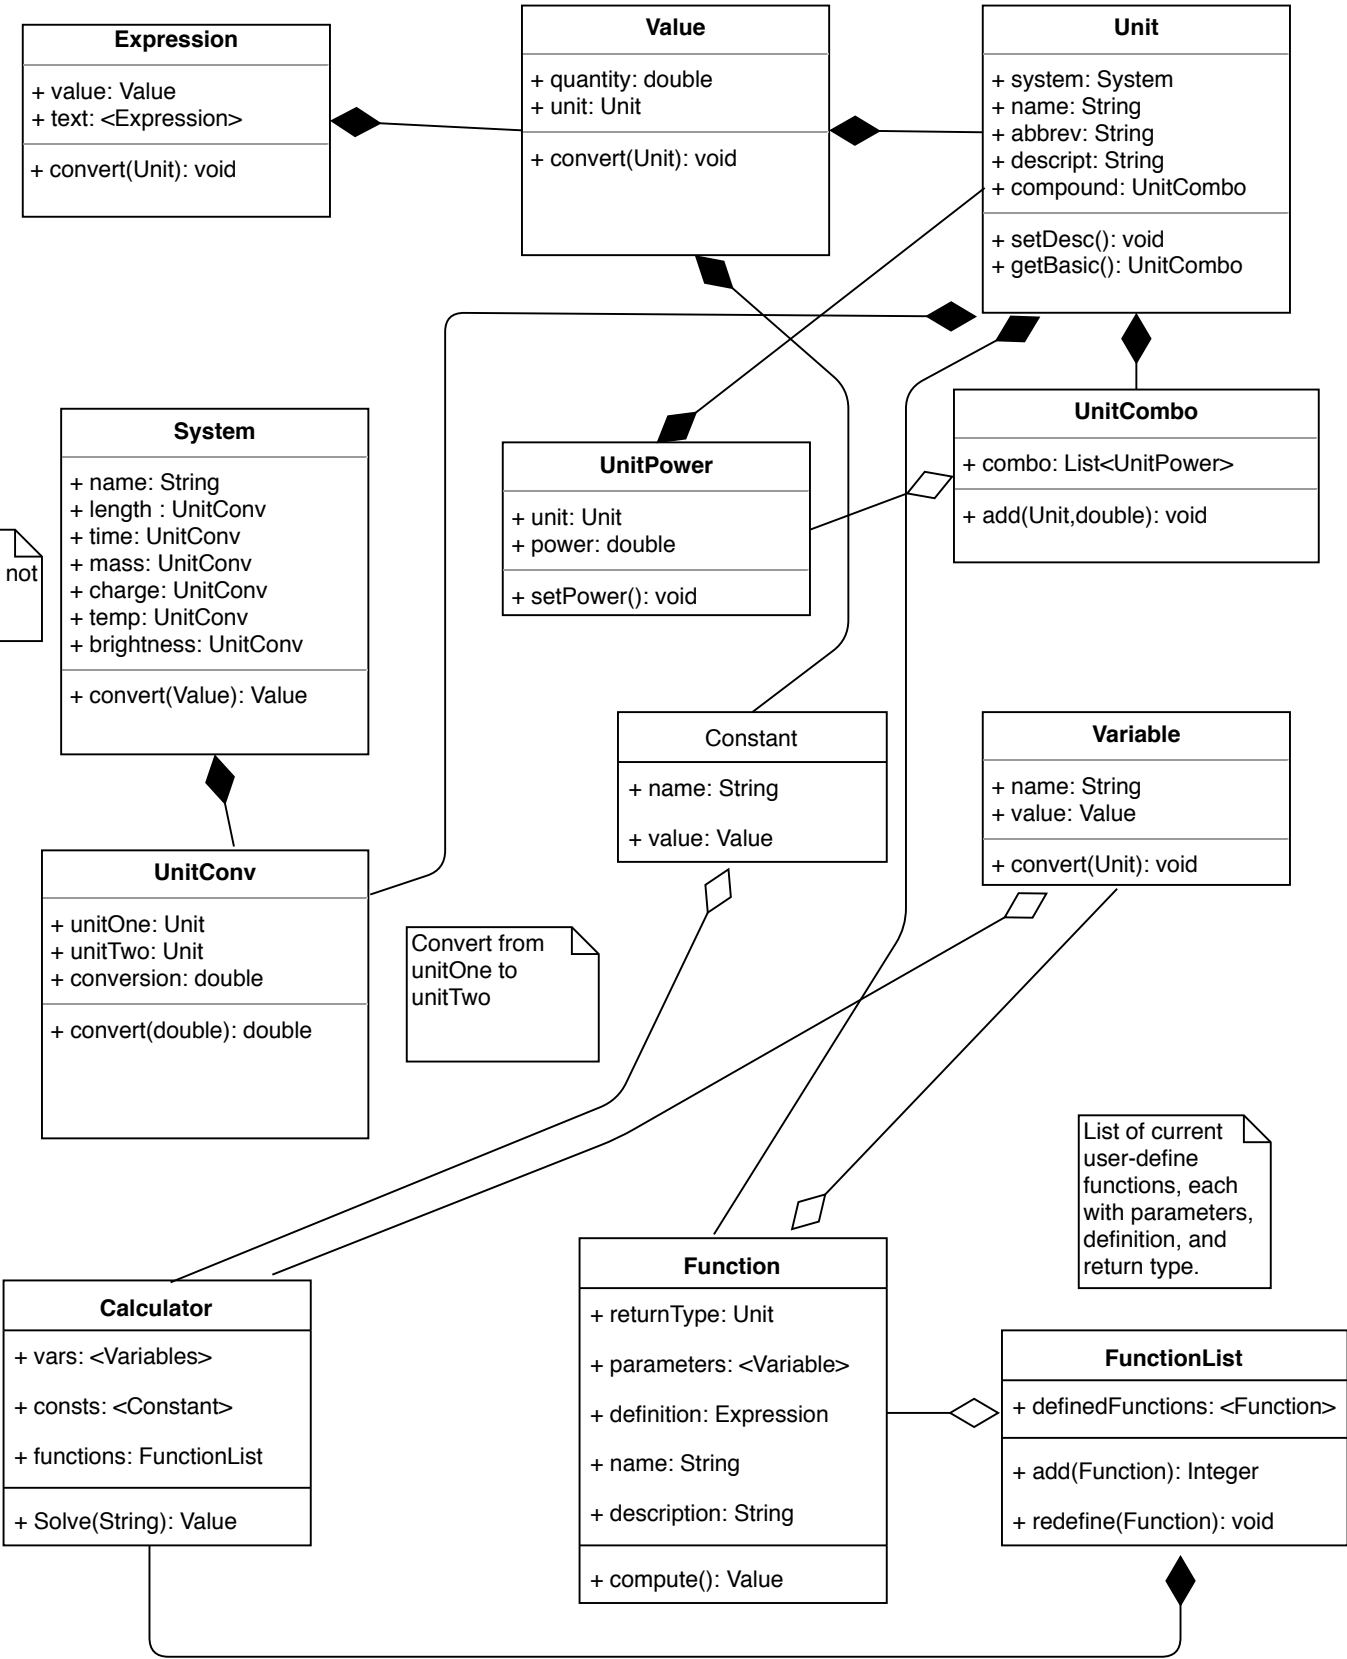 Expression
+ value: Value
+ text: <Expression>
+ convert(Unit): void
Value
+ quantity: double
+ unit: Unit
+ convert(Unit): void
Unit
+ system: System
+ name: String
+ abbrev: String
+ descript: String
+ compound: UnitCombo
+ setDesc(): void
+ getBasic(): UnitCombo
System
+ name: String
+ length : UnitConv
+ time: UnitConv
+ mass: UnitConv
+ charge: UnitConv
+ temp: UnitConv
+ brightness: UnitConv
+ convert(Value): Value
not
UnitPower
+ unit: Unit
+ power: double
+ setPower(): void
UnitCombo
+ combo: List<UnitPower>
+ add(Unit,double): void
Constant
+ name: String
+ value: Value
Variable
+ name: String
+ value: Value
+ convert(Unit): void
UnitConv
+ unitOne: Unit
+ unitTwo: Unit
+ conversion: double
+ convert(double): double
Convert from
unitOne to
unitTwo
List of current
user-define
functions, each
with parameters,
definition, and
return type.
Calculator
+ vars: <Variables>
+ consts: <Constant>
+ functions: FunctionList
+ Solve(String): Value
Function
+ returnType: Unit
+ parameters: <Variable>
+ definition: Expression
+ name: String
+ description: String
+ compute(): Value
FunctionList
+ definedFunctions: <Function>
+ add(Function): Integer
+ redefine(Function): void